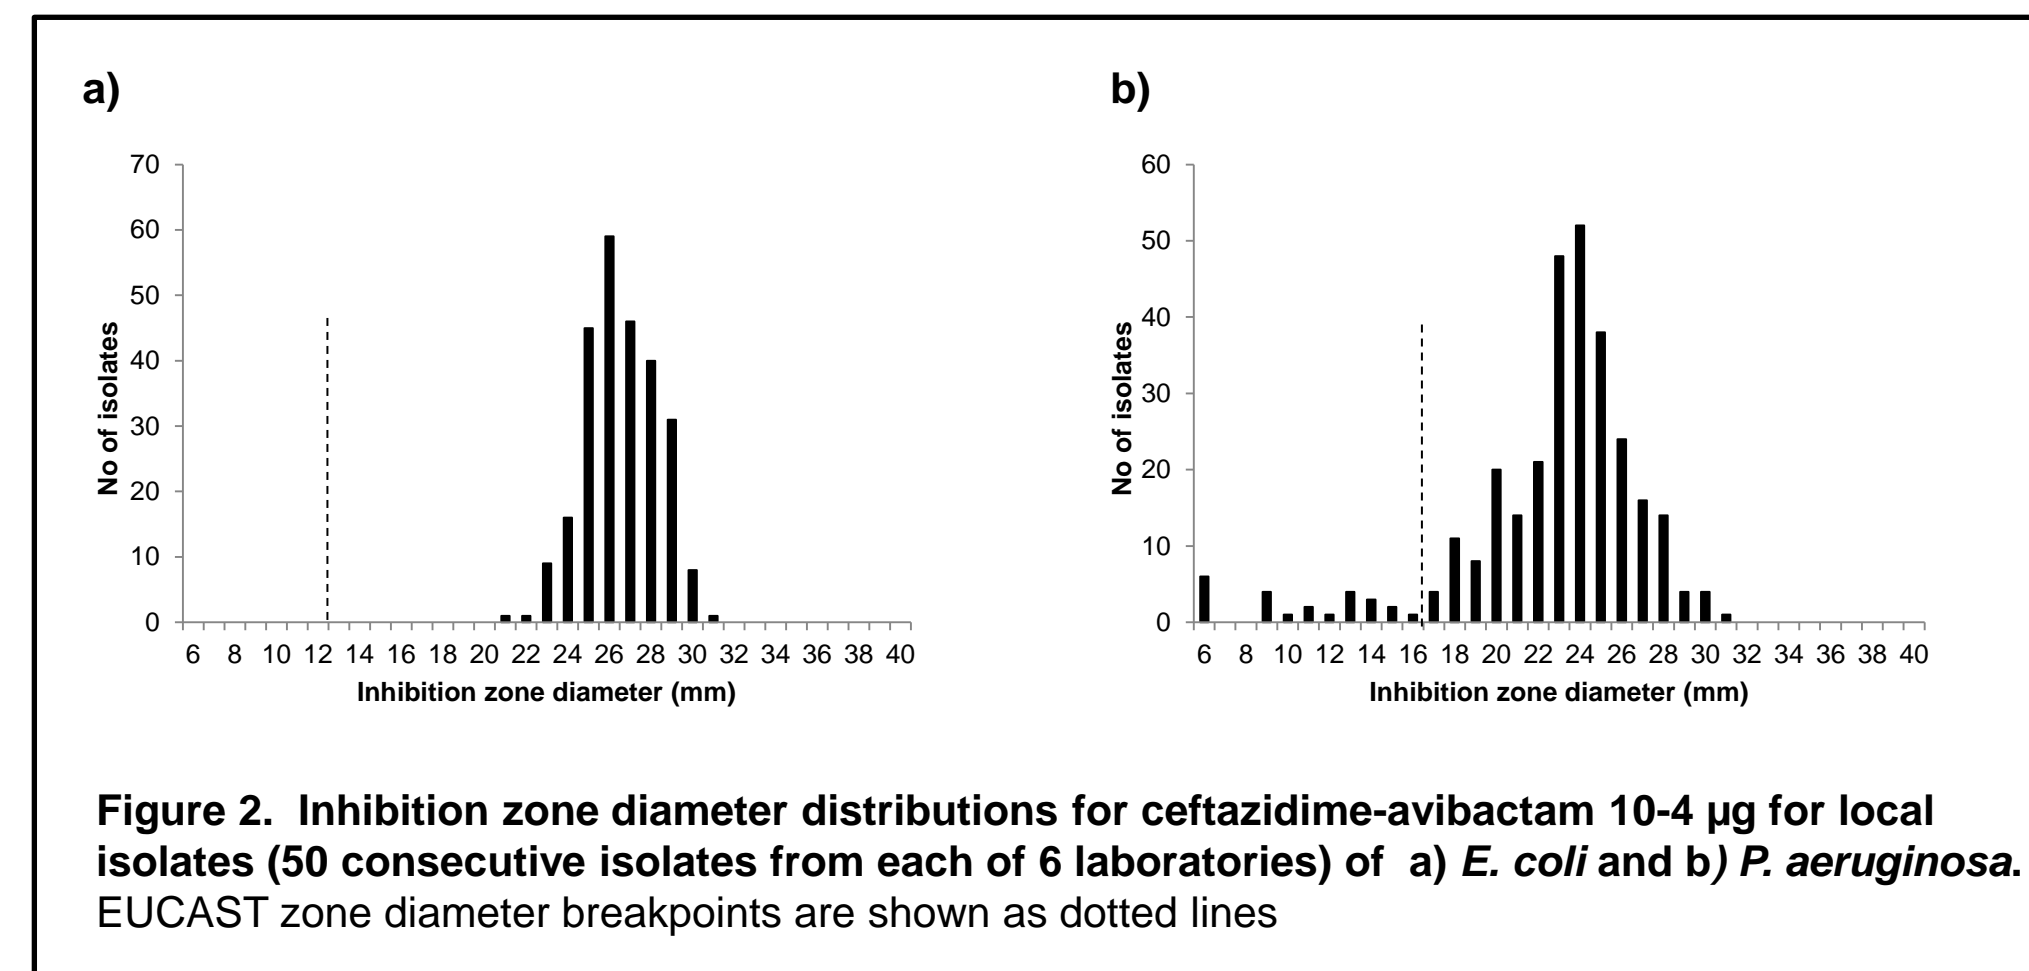 a)
70
60
50
40
30
20
10
0
No of isolates
6 8 10 12 14 16 18 20 22 24 26 28 30 32 34 36 38 40
Inhibition zone diameter (mm)
b)
60
50
40
30
20
10
0
No of isolates
6 8 10 12 14 16 18 20 22 24 26 28 30 32 34 36 38 40
Inhibition zone diameter (mm)
Figure 2. Inhibition zone diameter distributions for ceftazidime-avibactam 10-4 µg for local
isolates (50 consecutive isolates from each of 6 laboratories) of a) E. coli and b) P. aeruginosa.
EUCAST zone diameter breakpoints are shown as dotted lines